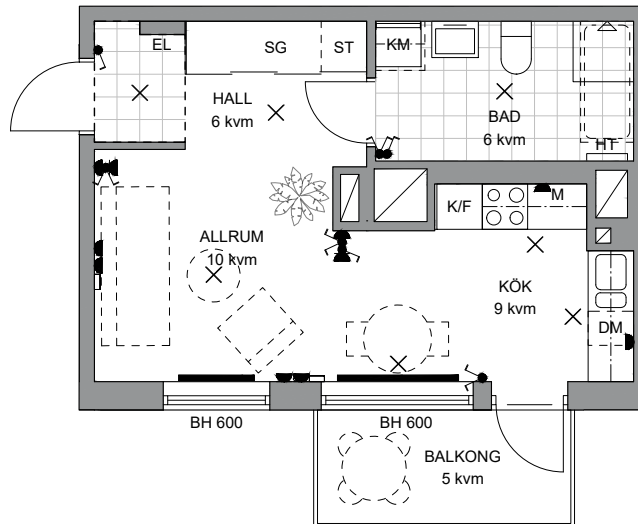 EL
SG
ST
KM
HALL
6 kvm
BAD
6 kvm
HT
K/F
M
ALLRUM
10 kvm
KÖK
9 kvm
DM
BH 600
BH 600
BALKONG
5 kvm